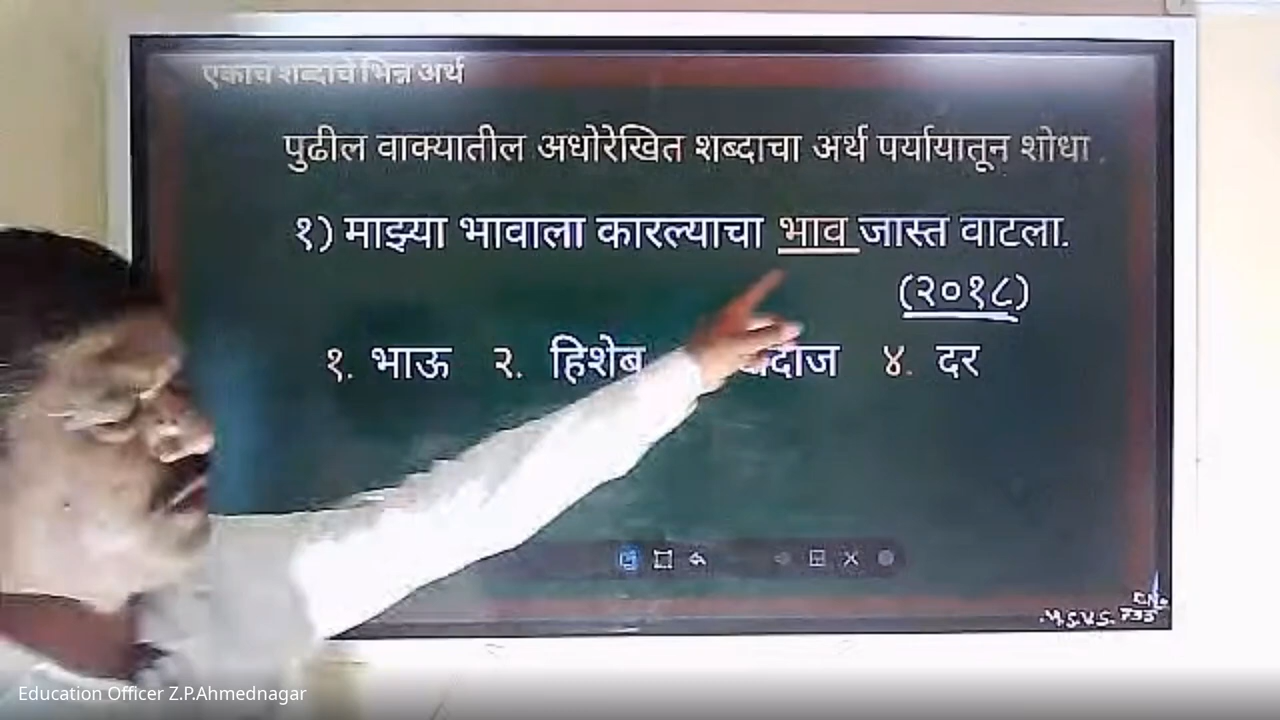 एकाच शब्दाचे भिन्न अर्थ
पुढील वाक्यातील अधोरेखित शब्दाचा अर्थ पर्यायातून शोधा .
१) माझ्या भावाला कारल्याचा भाव जास्त वाटला.
(२०१८)
१. भाऊ २. हिशेब ४. दर
M.S.V.S.
Education Officer Z.P.Ahmednagar